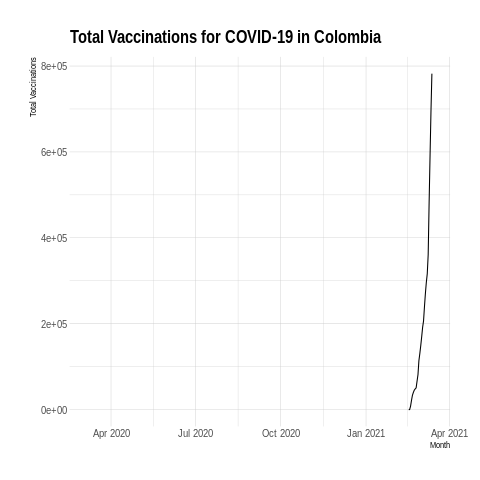 Total Vaccinations for COVID-19 in Colombia
Total Vaccinations
8e+05
6e+05
4e+05
2e+05
0e+00
Apr 2020 Jul 2020 Oct 2020 Jan 2021 Apr 2021
Month